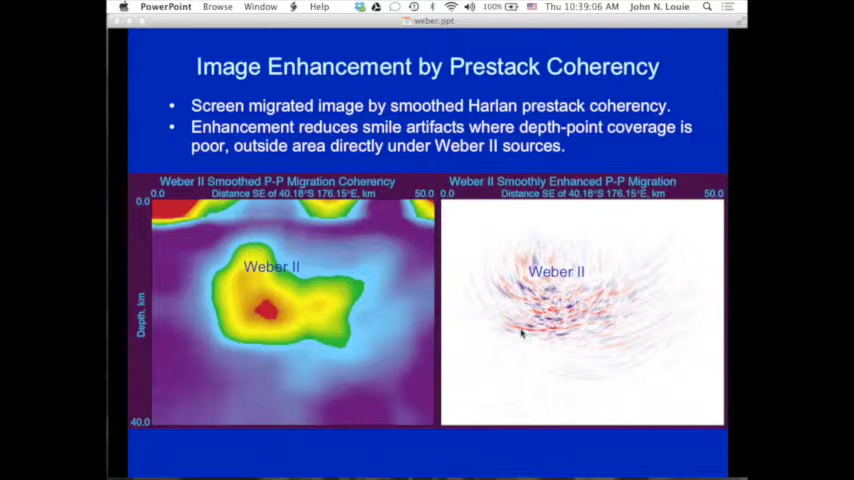 PowerPoint Browse Window Help 100% Thu 10:39:06 AM John N. Louie
weber.ppt
Image Enhancement by Prestack Coherency
• Screen migrated image by smoothed Harlan prestack coherency.
• Enhancement reduces smile artifacts where depth-point coverage is
poor, outside area directly under Weber II sources.
Weber II Smoothed P-P Migration Coherency
0.0 Distance SE of 40.18°S 176.15°E, km 50.0
0.0
Weber II
Depth, km
40.0
Weber II Smoothly Enhanced P-P Migration
0.0 Distance SE of 40.18°S 176.15°E, km 50.0
Weber II